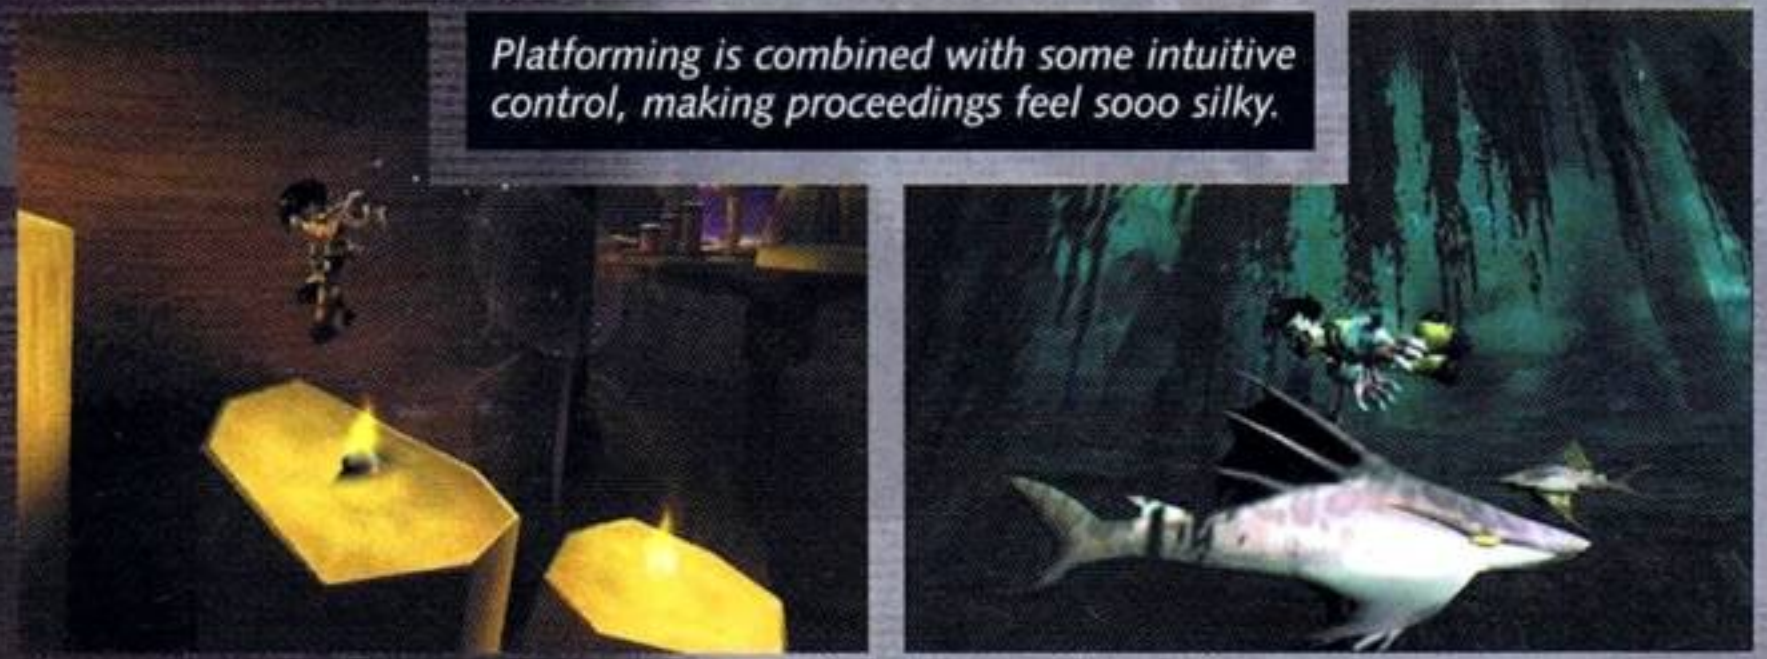 Platforming is combined with some intuitive
control, making proceedings feel sooo silky.